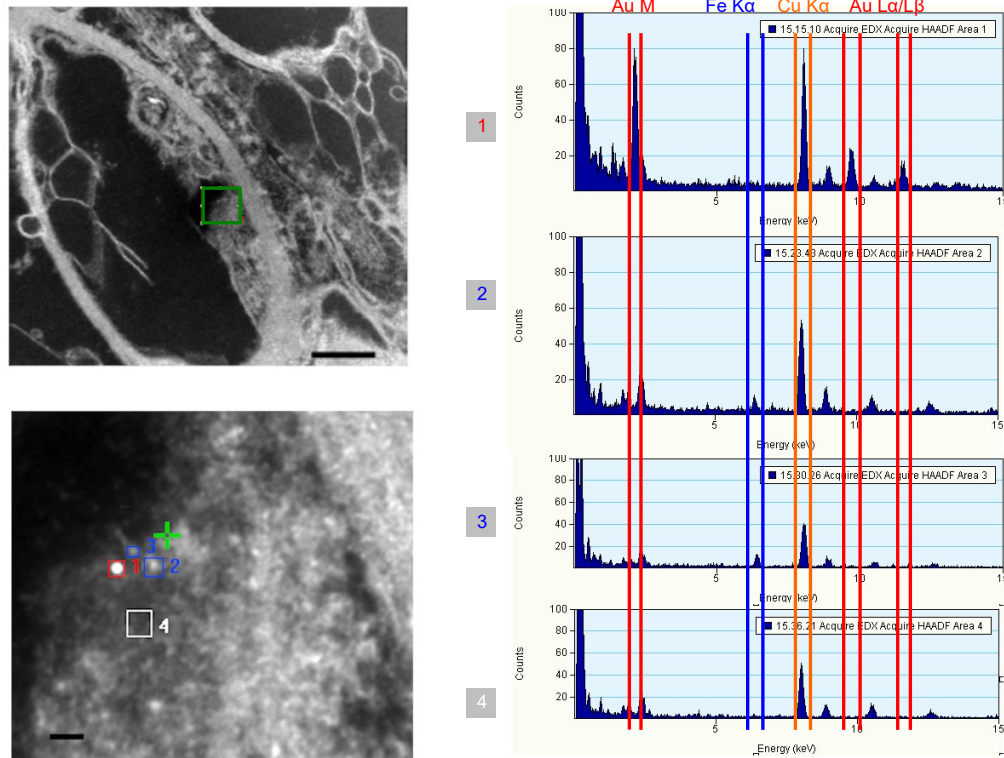 Au M Fe Kα Cu Kα Au Lα/Lβ
1
15.15.10 Acquire EDX Acquire HAADF Area 1
Counts
100
80
60
40
20
5 10 15
Energy (keV)
2
15.23.43 Acquire EDX Acquire HAADF Area 2
Counts
100
80
60
40
20
5 10 15
Energy (keV)
3
15.30.26 Acquire EDX Acquire HAADF Area 3
Counts
100
80
60
40
20
5 10 15
Energy (keV)
4
15.36.21 Acquire EDX Acquire HAADF Area 4
Counts
100
80
60
40
20
5 10 15
Energy (keV)
3
1 2
4